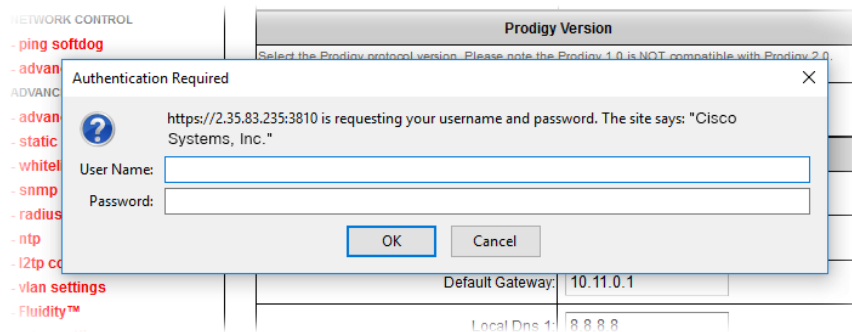 NETWORK CONTROL
- ping softdog
- advan
ADVANC
- advan
- static
- whiteli
- snmp
- radius
- ntp
- l2tp co
- vlan settings
- Fluidity™
Prodigy Version
Select the Prodigy protocol version. Please note the Prodigy 1.0 is NOT compatible with Prodigy 2.0.
Authentication Required
https://2.35.83.235:3810 is requesting your username and password. The site says: "Cisco
Systems, Inc."
User Name:
Password:
OK
Cancel
Default Gateway:
10.11.0.1
Local Dns 1:
8.8.8.8